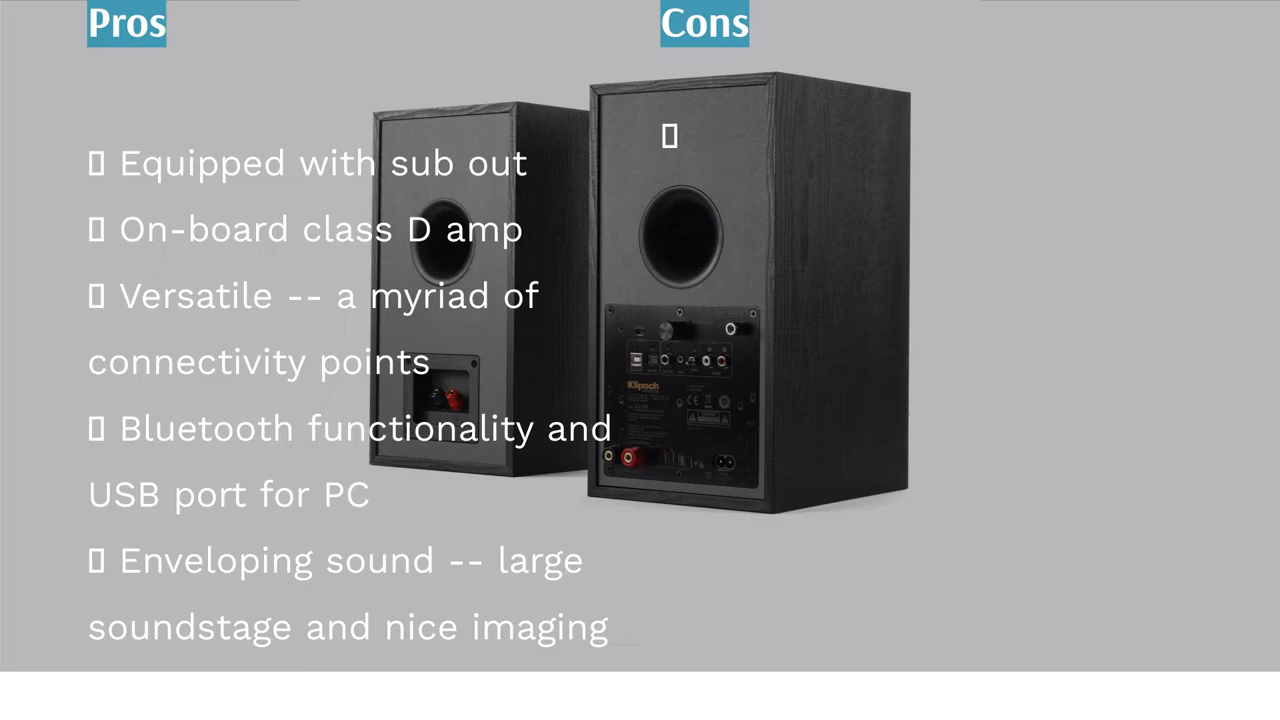 Pros
Cons
▯ Equipped with sub out
▯ On-board class D amp
▯ Versatile -- a myriad of
connectivity points
▯ Bluetooth functionality and
USB port for PC
▯ Enveloping sound -- large
soundstage and nice imaging
▯
Klipsch